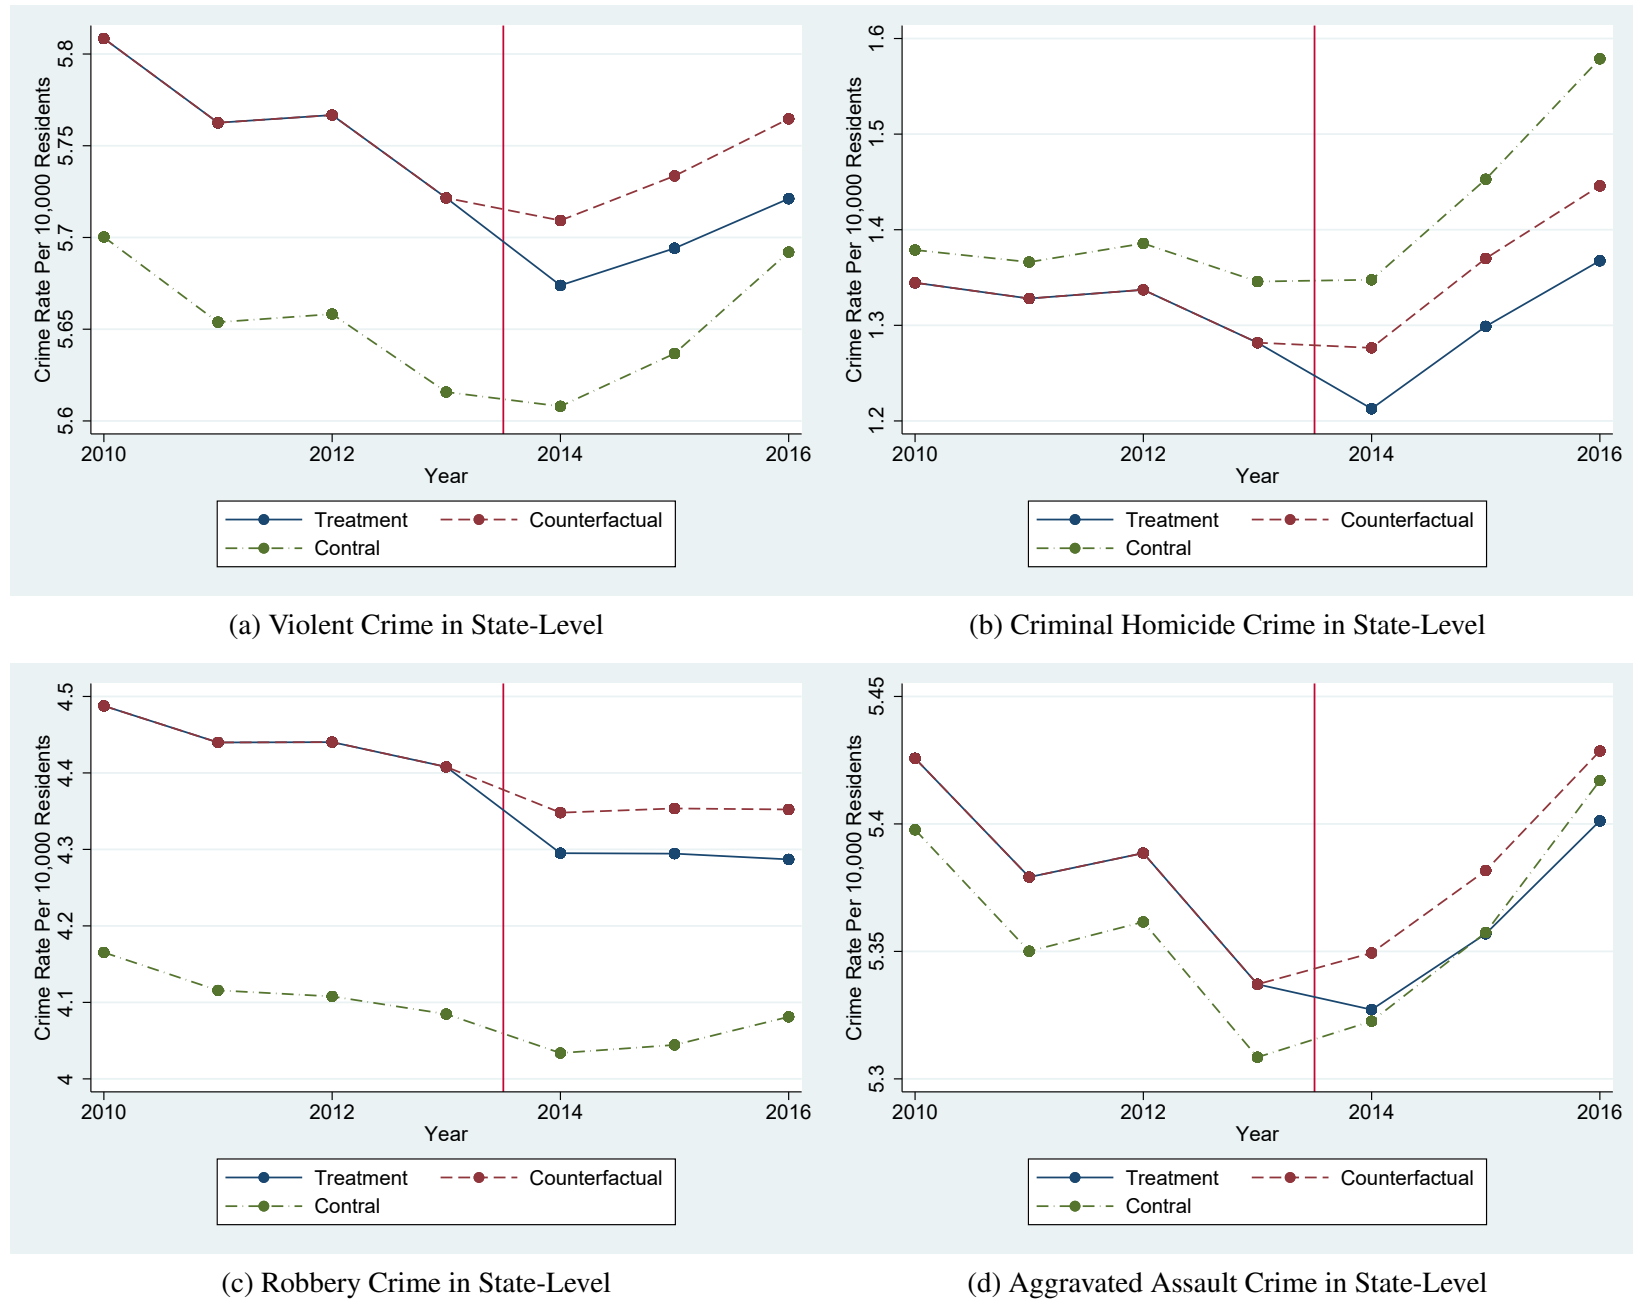 Crime Rate Per 10,000 Residents
5.8
5.75
5.7
5.65
5.6
2010 2012 2014 2016
Year
Treatment Counterfactual
Contral
(a) Violent Crime in State-Level
Crime Rate Per 10,000 Residents
1.6
1.5
1.4
1.3
1.2
2010 2012 2014 2016
Year
Treatment Counterfactual
Contral
(b) Criminal Homicide Crime in State-Level
Crime Rate Per 10,000 Residents
4.5
4.4
4.3
4.2
4.1
4
2010 2012 2014 2016
Year
Treatment Counterfactual
Contral
(c) Robbery Crime in State-Level
Crime Rate Per 10,000 Residents
5.45
5.4
5.35
5.3
2010 2012 2014 2016
Year
Treatment Counterfactual
Contral
(d) Aggravated Assault Crime in State-Level